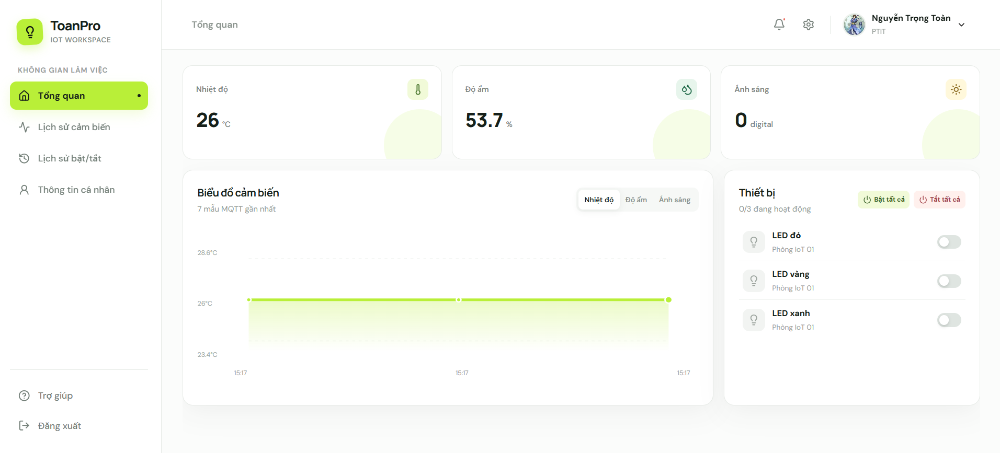 ToanPro
IOT WORKSPACE
KHÔNG GIAN LÀM VIỆC
Tổng quan
Lịch sử cảm biến
Lịch sử bật/tắt
Thông tin cá nhân
Trợ giúp
Đăng xuất
Tổng quan
Nguyễn Trọng Toàn
PTIT
Nhiệt độ
26 °C
Độ ẩm
53.7 %
Ánh sáng
0 digital
Biểu đồ cảm biến
7 mẫu MQTT gần nhất
Nhiệt độ Độ ẩm Ánh sáng
28.6°C
26°C
23.4°C
15:17 15:17 15:17
Thiết bị
0/3 đang hoạt động
Bật tất cả Tắt tất cả
LED đỏ
Phòng IoT 01
LED vàng
Phòng IoT 01
LED xanh
Phòng IoT 01